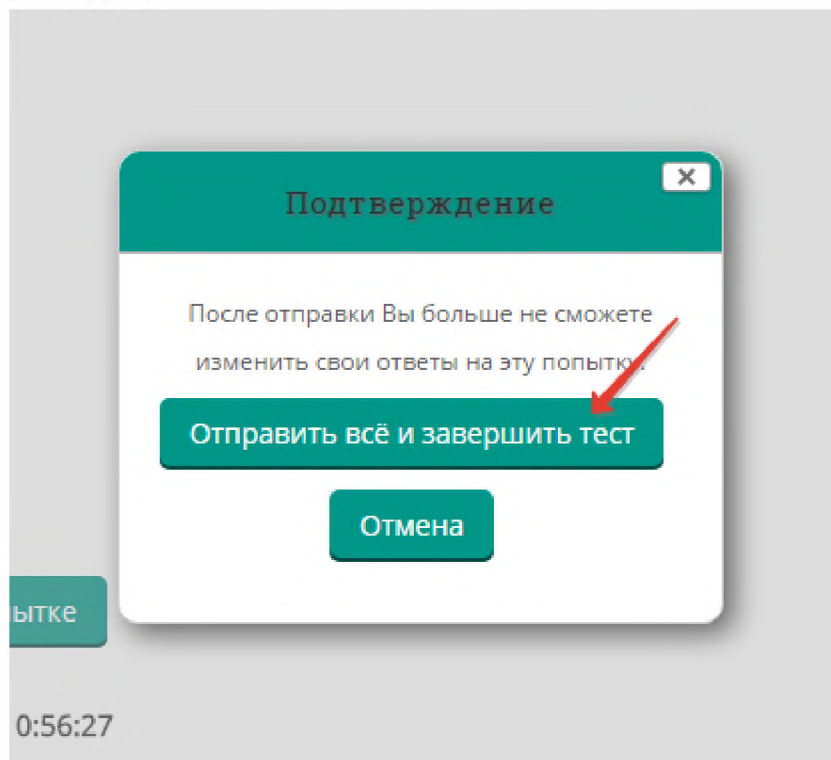 Подтверждение
После отправки Вы больше не сможете
изменить свои ответы на эту попытку.
Отправить всё и завершить тест
Отмена
ытке
0:56:27